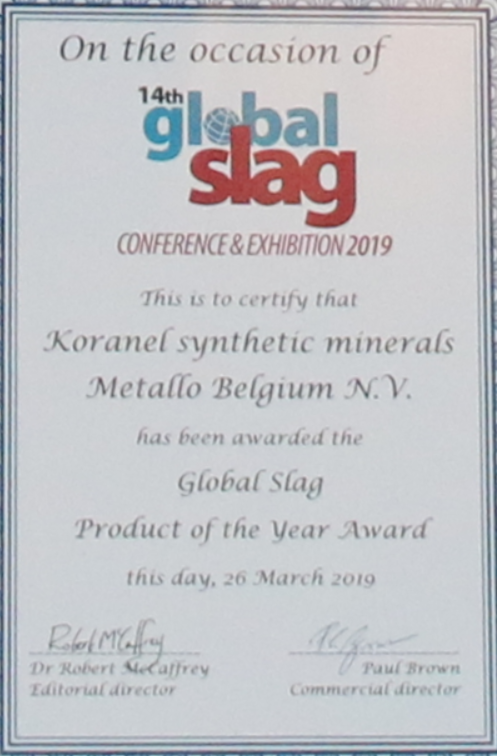 On the occasion of
14th
global
slag
CONFERENCE & EXHIBITION 2019
This is to certify that
Koranel synthetic minerals
Metallo Belgium N.V.
has been awarded the
Global Slag
Product of the Year Award
this day, 26 March 2019
Robert McCaffrey
Dr Robert McCaffrey
Editorial director
Paul Brown
Commercial director